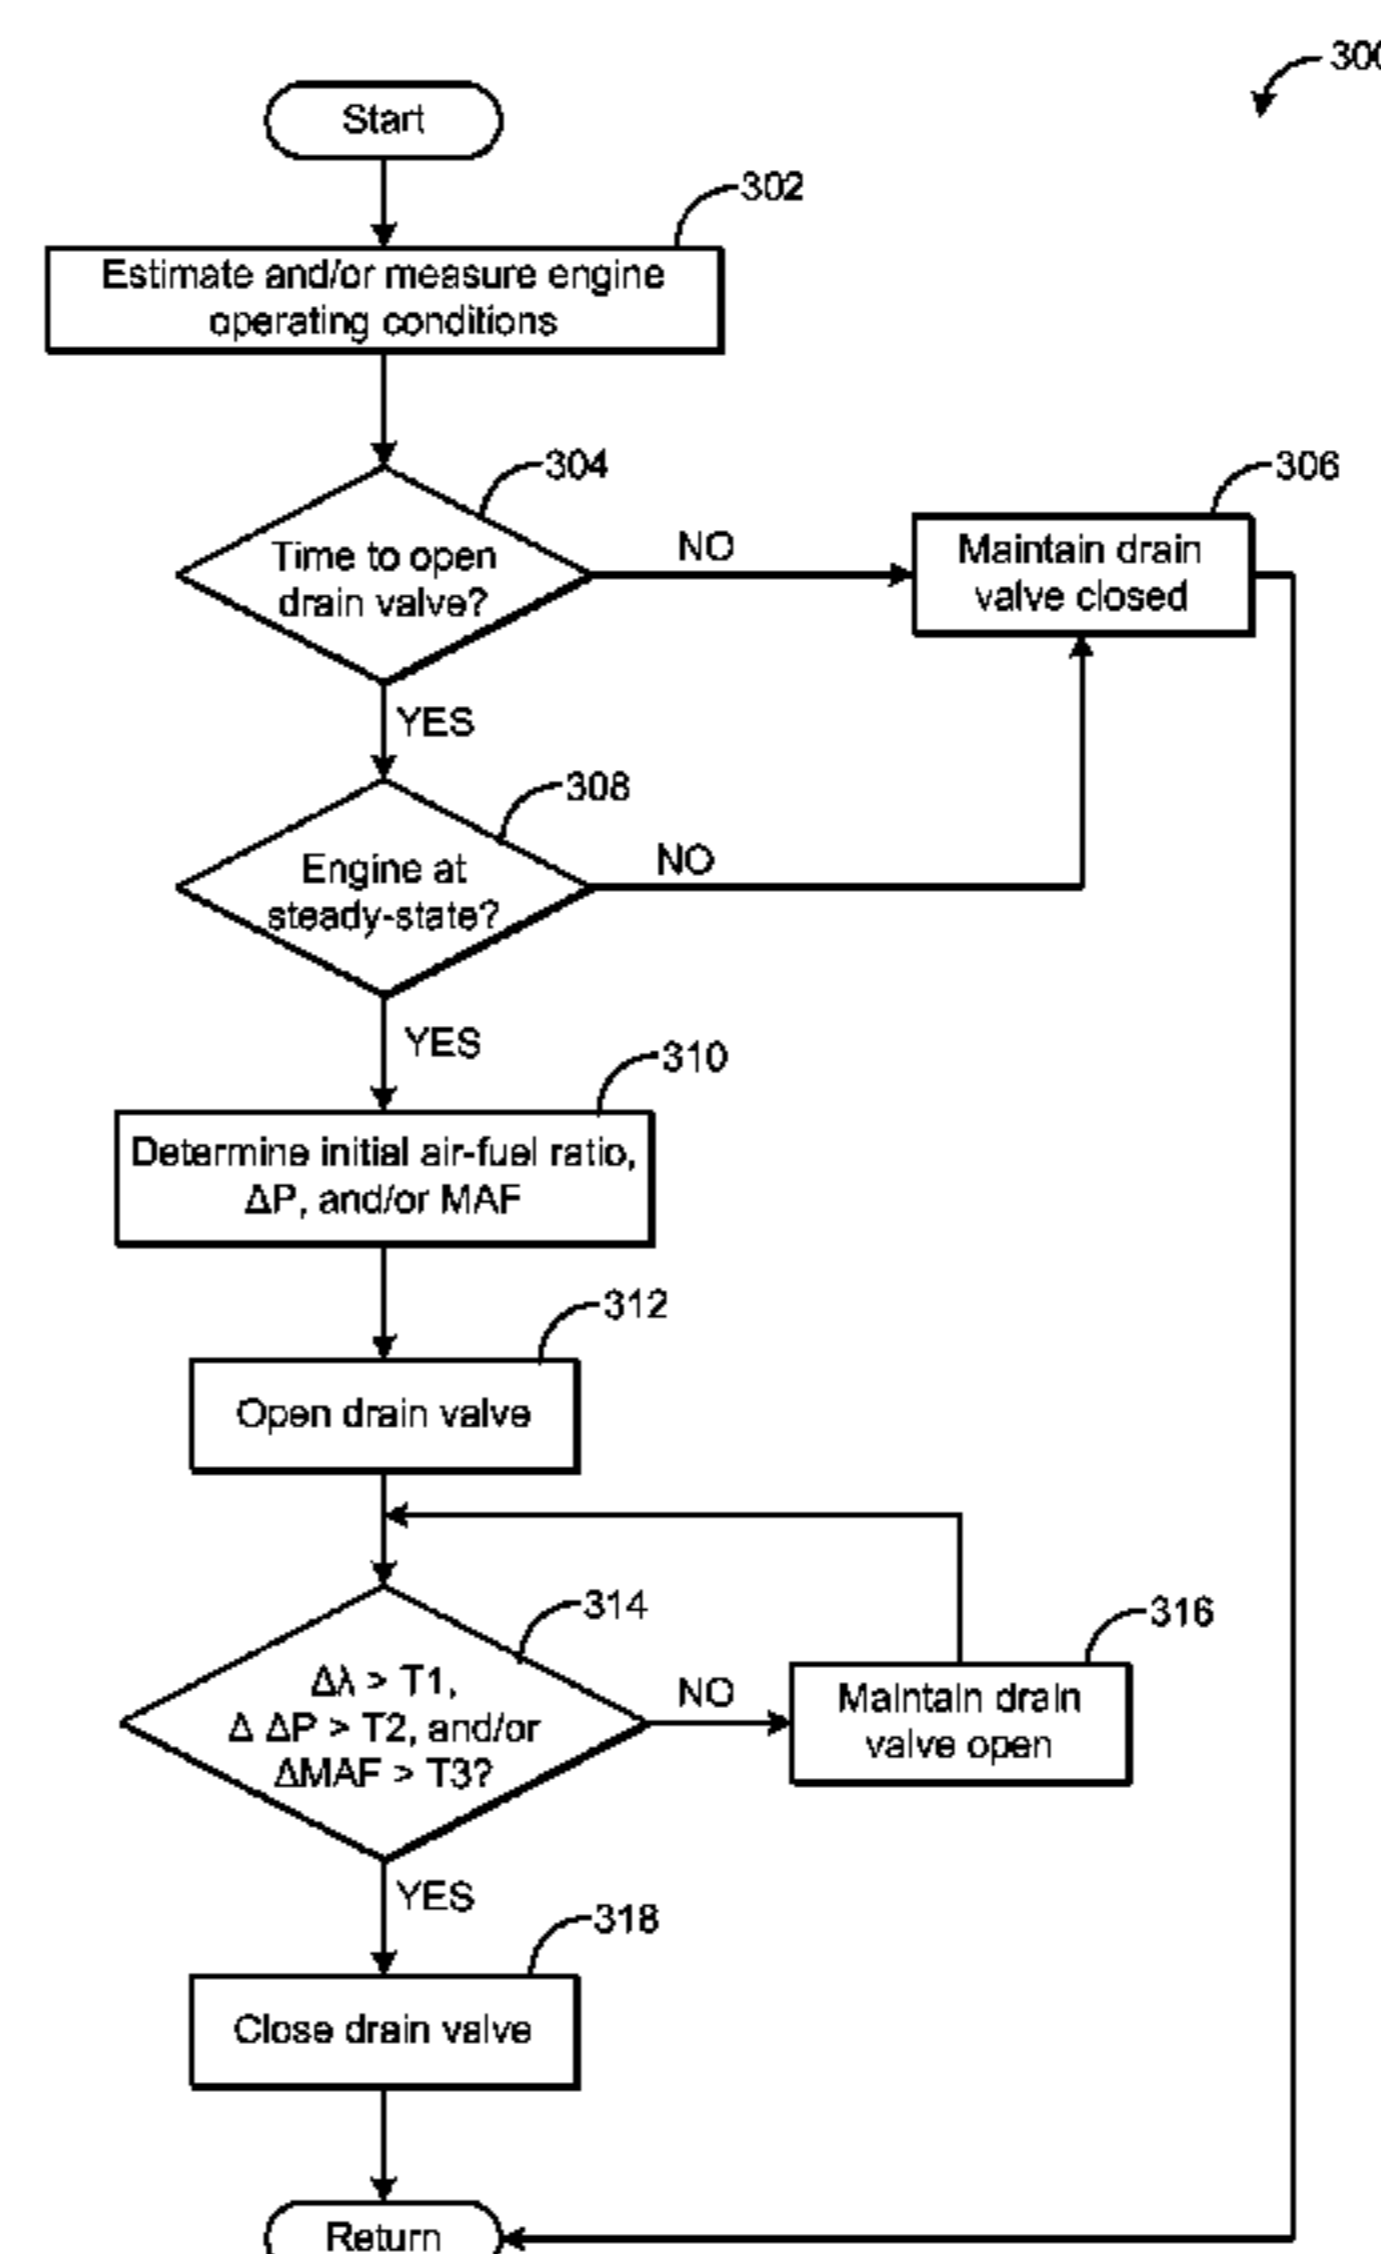 300
Start
302
Estimate and/or measure engine
operating conditions
304
306
Time to open
drain valve?
NO
Maintain drain
valve closed
YES
308
Engine at
steady-state?
NO
YES
310
Determine initial air-fuel ratio,
ΔP, and/or MAF
312
Open drain valve
314
316
Δλ > T1,
Δ ΔP > T2, and/or
ΔMAF > T3?
NO
Maintain drain
valve open
YES
318
Close drain valve
Return